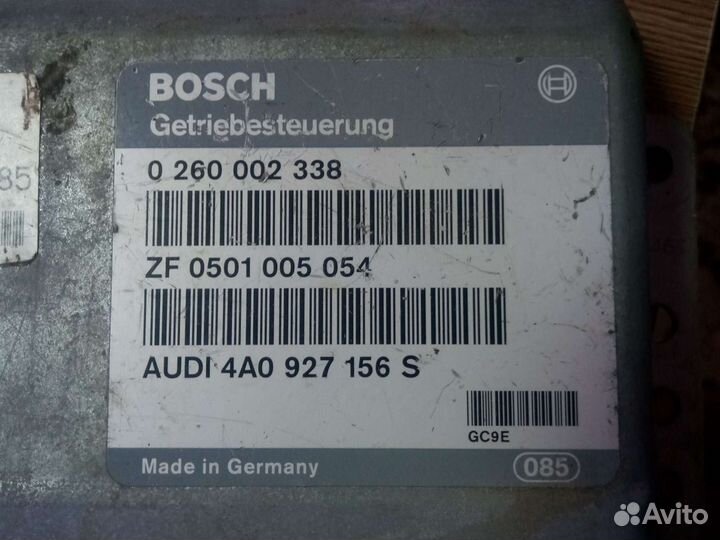 BOSCH
Getriebesteuerung
0 260 002 338
ZF 0501 005 054
AUDI 4A0 927 156 S
GC9E
Made in Germany
085
85
Avito